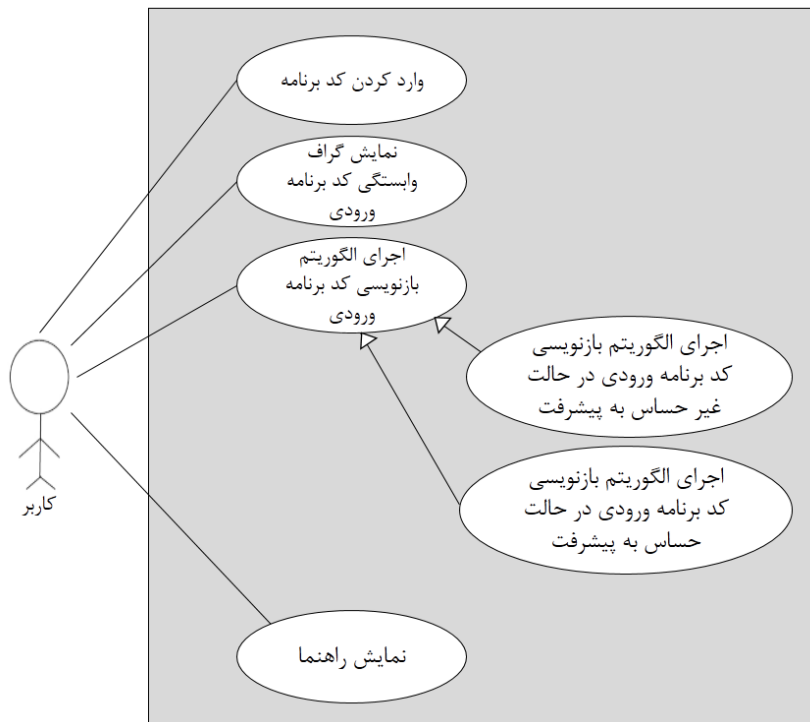 وارد کردن کد برنامه
نمایش گراف
وابستگی کد برنامه
ورودی
اجرای الگوریتم
بازنویسی کد برنامه
ورودی
اجرای الگوریتم بازنویسی
کد برنامه ورودی در حالت
غیر حساس به پیشرفت
اجرای الگوریتم بازنویسی
کد برنامه ورودی در حالت
حساس به پیشرفت
کاربر
نمایش راهنما